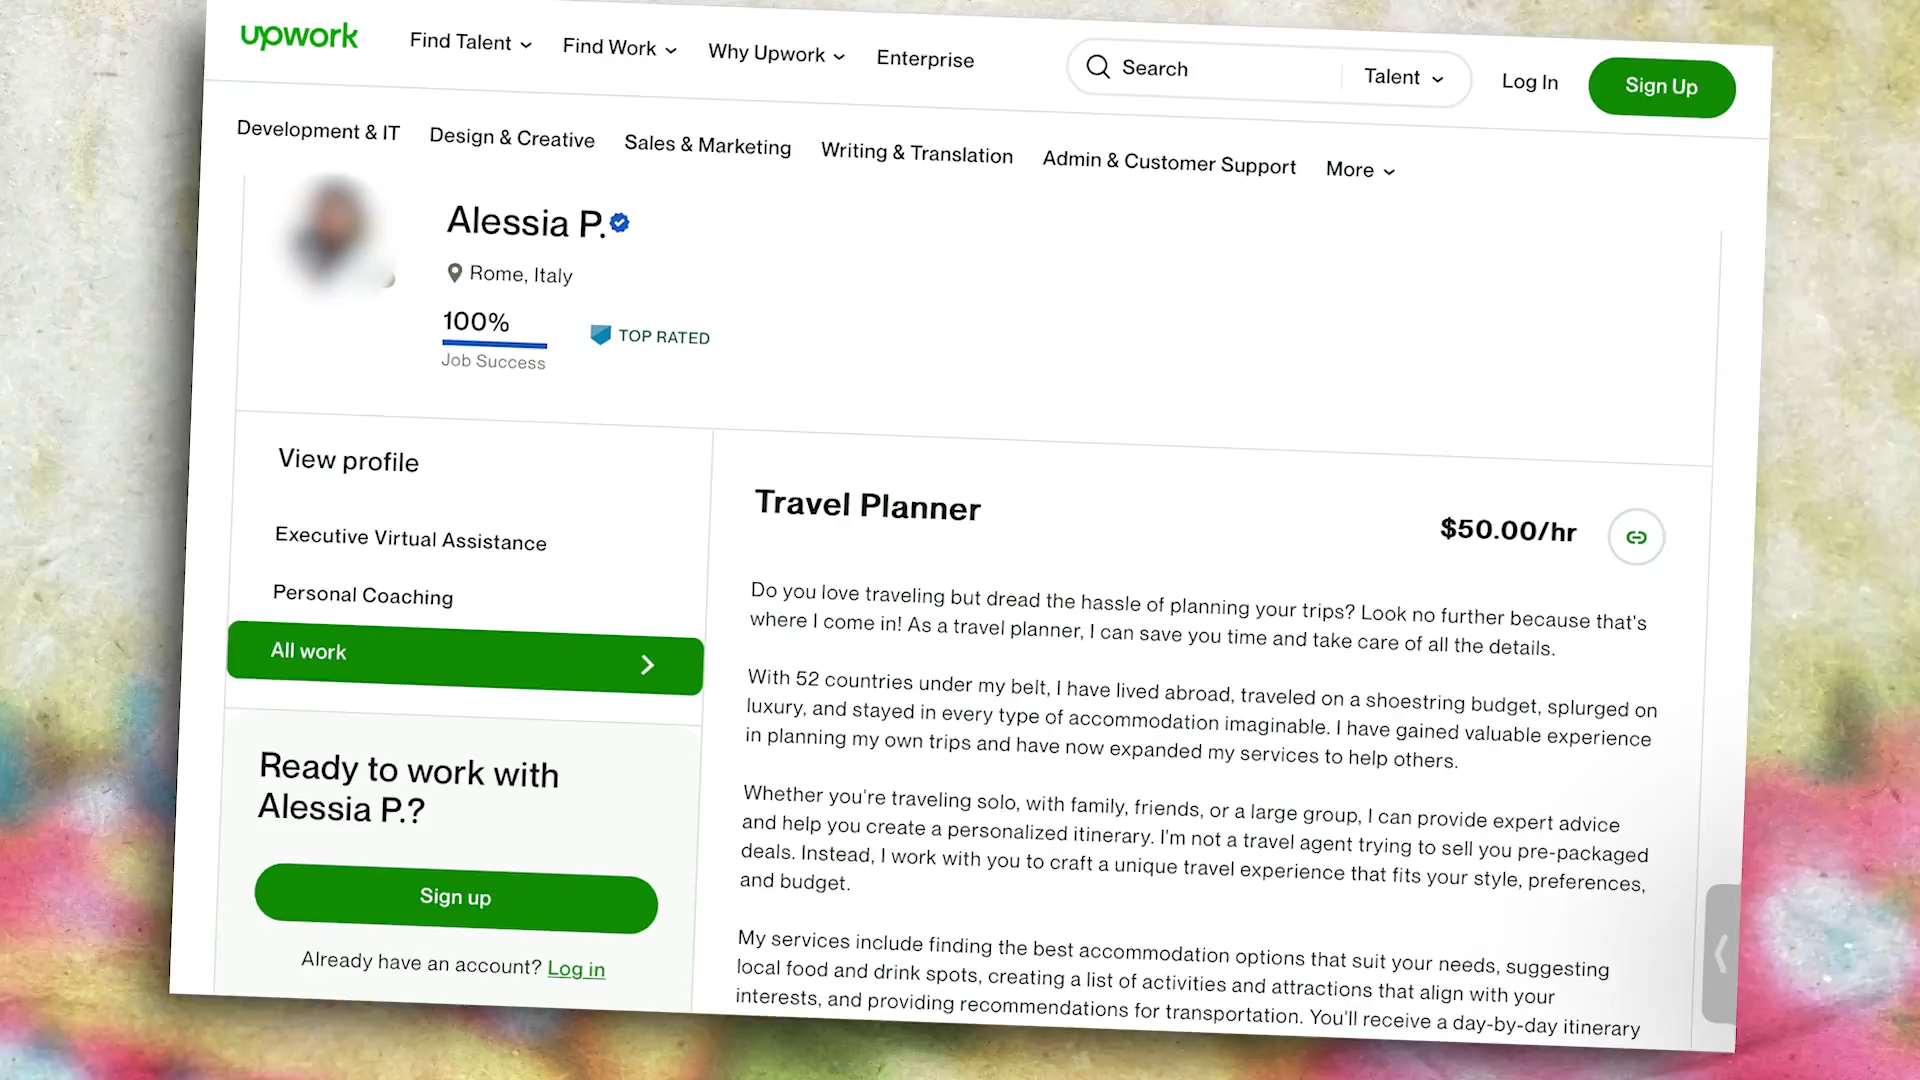 upwork
Find Talent
Find Work
Why Upwork
Enterprise
Search
Talent
Log In
Sign Up
Development & IT
Design & Creative
Sales & Marketing
Writing & Translation
Admin & Customer Support
More
Alessia P.
Rome, Italy
100%
Job Success
TOP RATED
View profile
Executive Virtual Assistance
Personal Coaching
All work
Ready to work with
Alessia P.?
Sign up
Already have an account? Log in
Travel Planner
$50.00/hr
Do you love traveling but dread the hassle of planning your trips? Look no further because that's
where I come in! As a travel planner, I can save you time and take care of all the details.
With 52 countries under my belt, I have lived abroad, traveled on a shoestring budget, splurged on
luxury, and stayed in every type of accommodation imaginable. I have gained valuable experience
in planning my own trips and have now expanded my services to help others.
Whether you're traveling solo, with family, friends, or a large group, I can provide expert advice
and help you create a personalized itinerary. I'm not a travel agent trying to sell you pre-packaged
deals. Instead, I work with you to craft a unique travel experience that fits your style, preferences,
and budget.
My services include finding the best accommodation options that suit your needs, suggesting
local food and drink spots, creating a list of activities and attractions that align with your
interests, and providing recommendations for transportation. You'll receive a day-by-day itinerary